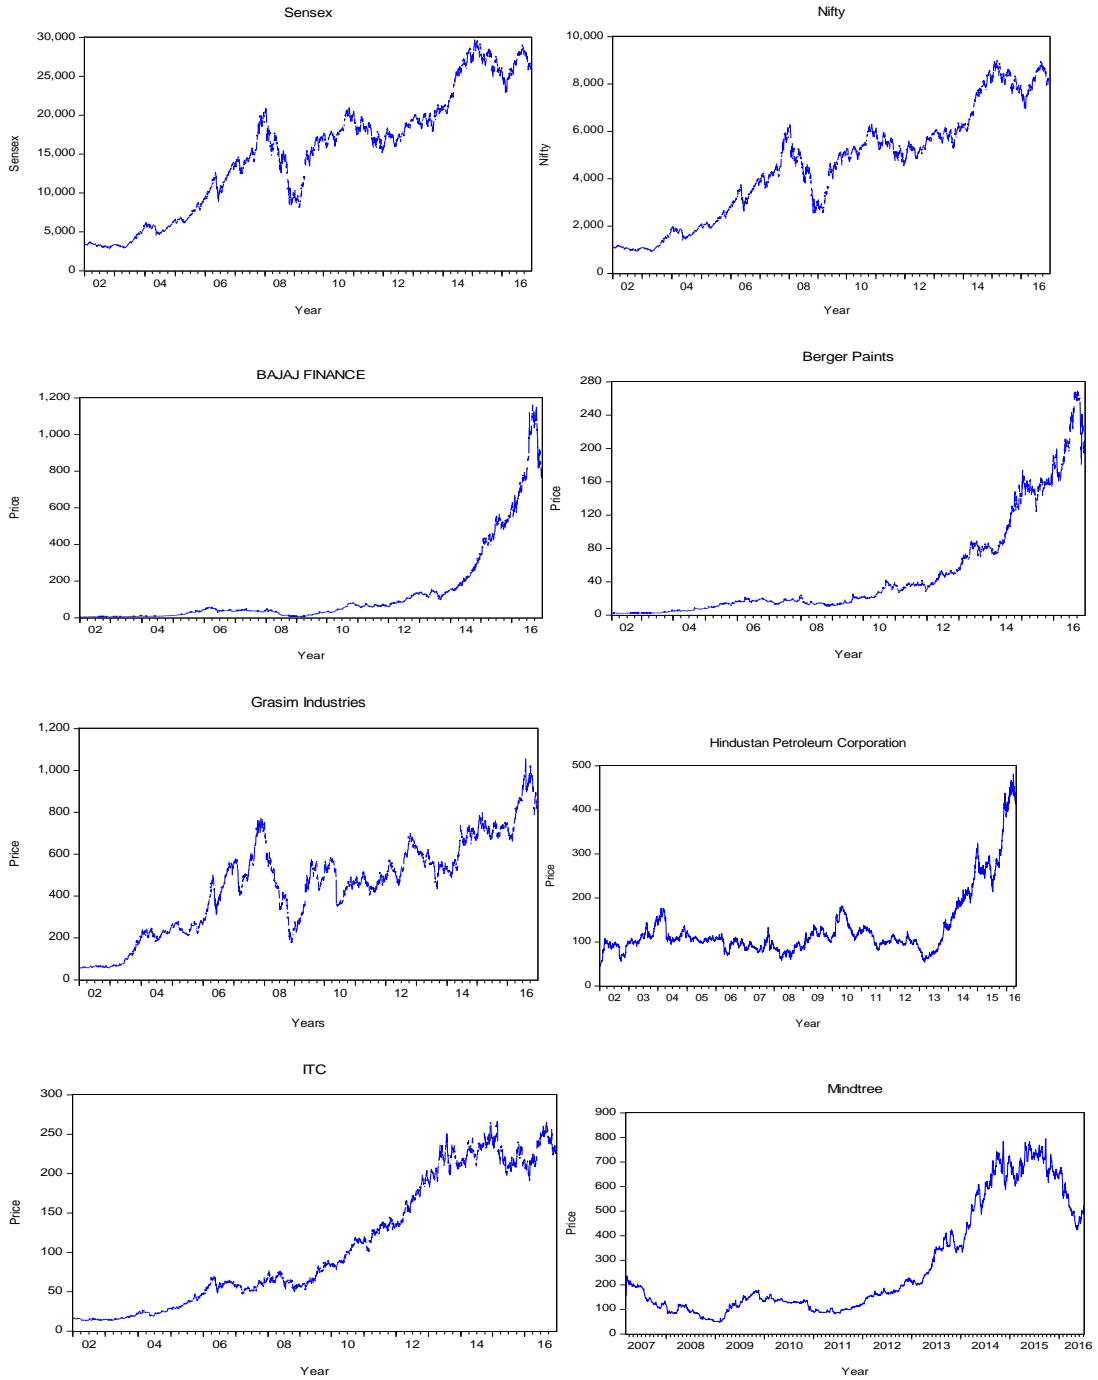 Sensex
30,000
25,000
20,000
15,000
10,000
5,000
0
Sensex
02 04 06 08 10 12 14 16
Year
Nifty
10,000
8,000
6,000
4,000
2,000
0
Nifty
02 04 06 08 10 12 14 16
Year
BAJAJ FINANCE
1,200
1,000
800
600
400
200
0
Price
02 04 06 08 10 12 14 16
Year
Berger Paints
280
240
200
160
120
80
40
0
Price
02 04 06 08 10 12 14 16
Year
Grasim Industries
1,200
1,000
800
600
400
200
0
Price
02 04 06 08 10 12 14 16
Years
Hindustan Petroleum Corporation
500
400
300
200
100
0
Price
02 03 04 05 06 07 08 09 10 11 12 13 14 15 16
Year
ITC
300
250
200
150
100
50
0
Price
02 04 06 08 10 12 14 16
Year
Mindtree
900
800
700
600
500
400
300
200
100
0
Price
2007 2008 2009 2010 2011 2012 2013 2014 2015 2016
Year